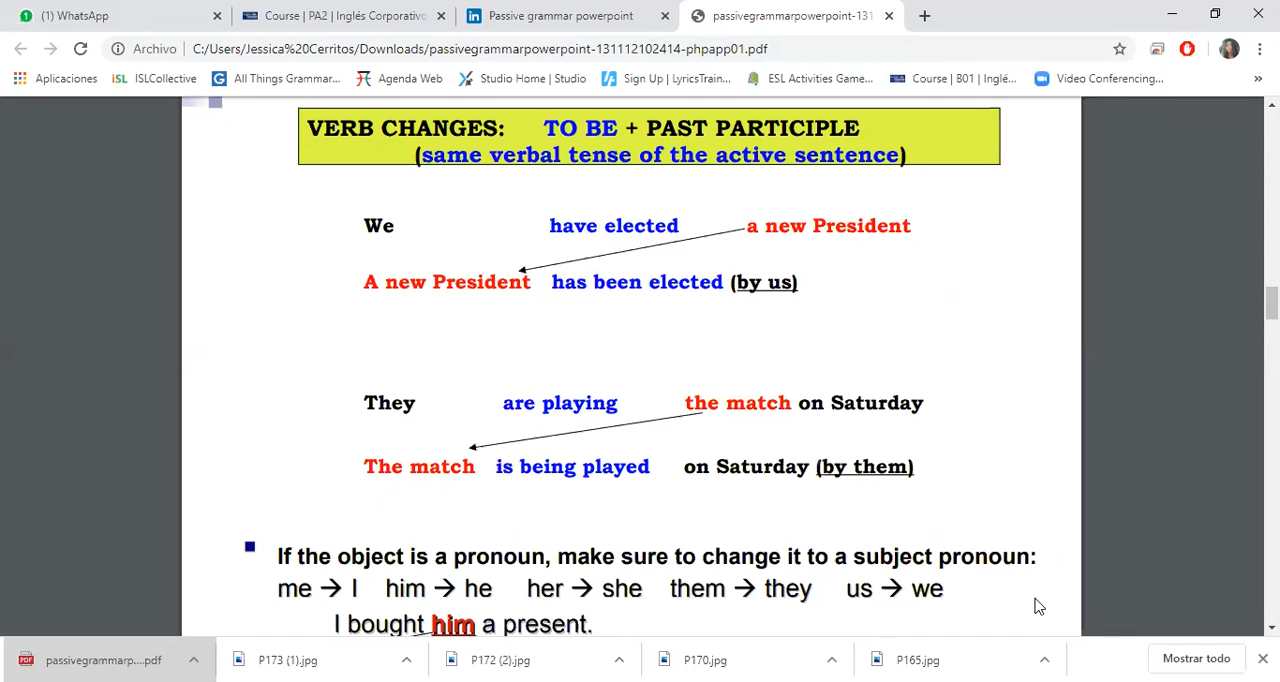 1 WhatsApp
Course | PA2 | Inglés Corporativo
in Passive grammar powerpoint
passivegrammarpowerpoint-131
Archivo
C:/Users/Jessica%20Cerritos/Downloads/passivegrammarpowerpoint-131112102414-phpapp01.pdf
Aplicaciones
iSL ISLCollective
G All Things Grammar...
Agenda Web
Studio Home | Studio
Sign Up | LyricsTrain...
ESL Activities Game...
Course | B01 | Inglé...
Video Conferencing...
»
VERB CHANGES: TO BE + PAST PARTICIPLE
(same verbal tense of the active sentence)
We have elected a new President
A new President has been elected (by us)
They are playing the match on Saturday
The match is being played on Saturday (by them)
If the object is a pronoun, make sure to change it to a subject pronoun:
me → I him → he her → she them → they us → we
I bought him a present.
PDF passivegrammarp....pdf
P173 (1).jpg
P172 (2).jpg
P170.jpg
P165.jpg
Mostrar todo